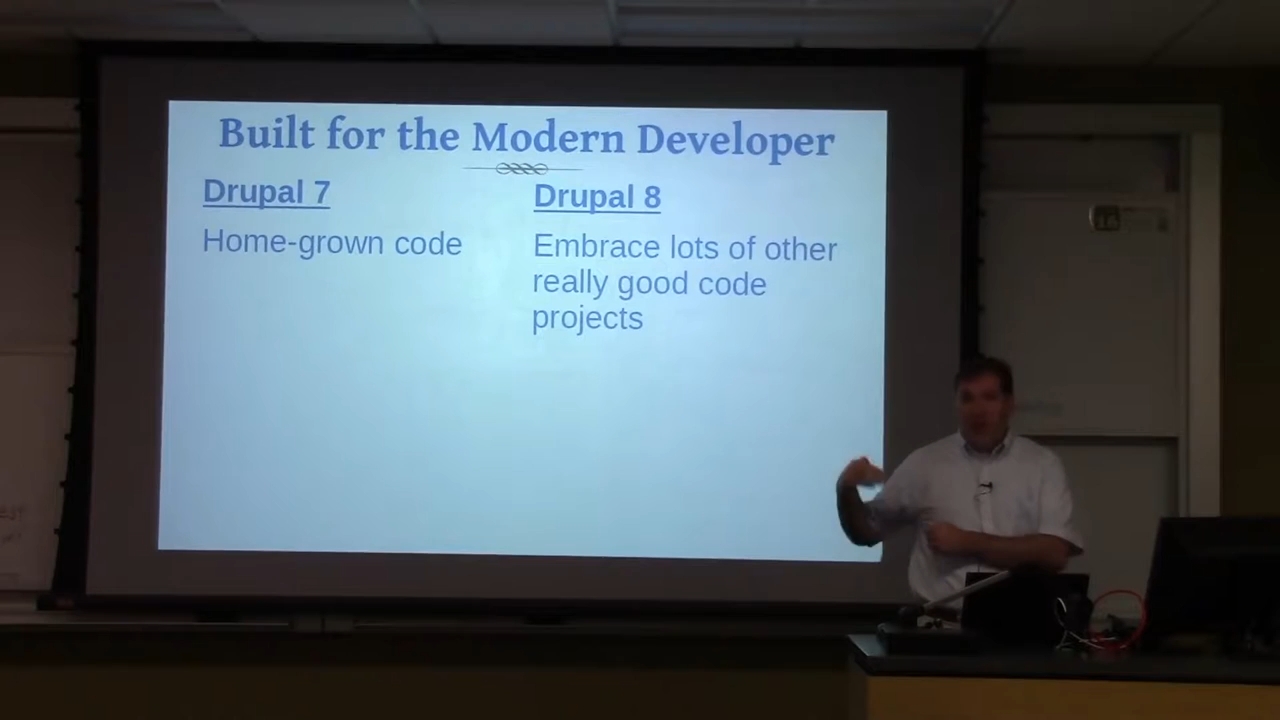 Built for the Modern Developer
Drupal 7
Home-grown code
Drupal 8
Embrace lots of other
really good code
projects